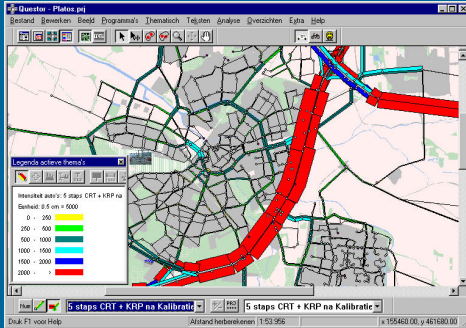 Questor - Platos.prj
Bestand Bewerken Beeld Programma's Thematisch Tellijsten Analyse Overzichten Extra Help
Legenda actieve thema's
Intensiteit auto's: 5 staps CRT + KRP na K
Eenheid: 0.5 cm = 5000
0 - 250
250 - 500
500 - 1000
1000 - 1500
1500 - 2000
2000 - >
5 staps CRT + KRP na Kalibratie
PRJ
5 staps CRT + KRP na Kalibratie
Druk F1 voor Help
Afstand herberekenen
1:53.956
x 155460.00, y 461680.00